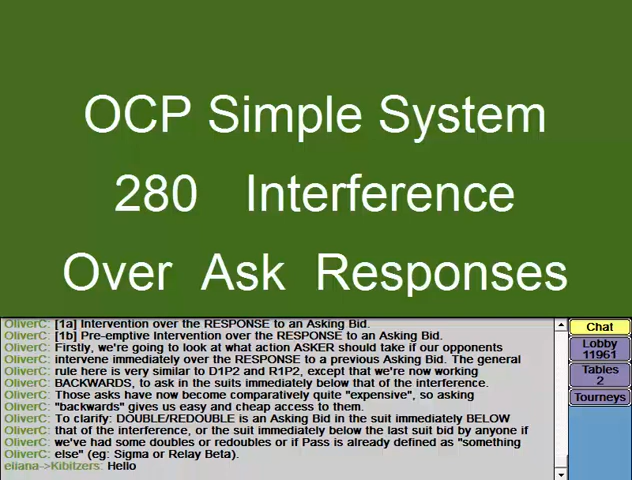 OCP Simple System
280 Interference
Over Ask Responses
OliverC: [1a] Intervention over the RESPONSE to an Asking Bid.
OliverC: [1b] Pre-emptive Intervention over the RESPONSE to an Asking Bid.
OliverC: Firstly, we're going to look at what action ASKER should take if our opponents
OliverC: intervene immediately over the RESPONSE to a previous Asking Bid. The general
OliverC: rule here is very similar to D1P2 and R1P2, except that we're now working
OliverC: BACKWARDS, to ask in the suits immediately below that of the interference.
OliverC: Those asks have now become comparatively quite "expensive", so asking
OliverC: "backwards" gives us easy and cheap access to them.
OliverC: To clarify: DOUBLE/REDOUBLE is an Asking Bid in the suit immediately BELOW
OliverC: that of the interference, or the suit immediately below the last suit bid by anyone if
OliverC: we've had some doubles or redoubles or if Pass is already defined as "something
OliverC: else" (eg: Sigma or Relay Beta).
eliana->Kibitzers: Hello
Chat
Lobby
11961
Tables
2
Tourneys